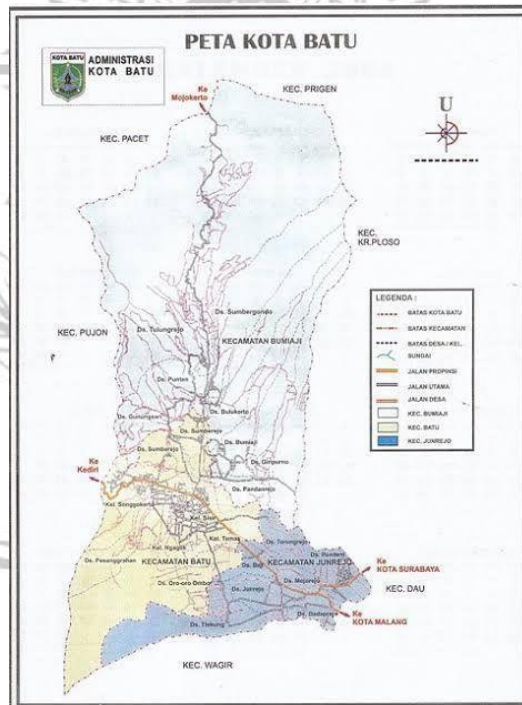 PETA KOTA BATU
KOTA BATU
ADMINISTRASI
KOTA BATU
Ke
Mojokerto
KEC. PRIGEN
U
KEC. PACET
KEC.
KR.PLOSO
Ds. Sumbergondo
Ds. Tulungrejo
KEC. PUJON
KECAMATAN BUMIAJI
LEGENDA :
BATAS KOTA BATU
BATAS KECAMATAN
BATAS DESA / KEL.
SUNGAI
JALAN PROPINSI
JALAN UTAMA
JALAN DESA
KEC. BUMIAJI
KEC. BATU
KEC. JUNREJO
Ds. Punten
Ds. Gunungsari
Ds. Bulukerto
Ds. Sumberejo
Ds. Bumiaji
Ds. Sumberejo
Ds. Giripurno
Ke
Kediri
Ds. Pandanrejo
Kel. Songgokerto
Kel. Sisir
Kel. Temas
Kel. Ngaglik
Ds. Torongrejo
Ds. Pesanggrahan
KECAMATAN BATU
Ds. Beji
KECAMATAN JUNREJO
Ds. Pendem
Ke
KOTA SURABAYA
Ds. Oro-oro Ombo
Ds. Junrejo
Ds. Mojorejo
KEC. DAU
Ds. Dadaprejo
Ke
KOTA MALANG
Ds. Tlekung
KEC. WAGIR